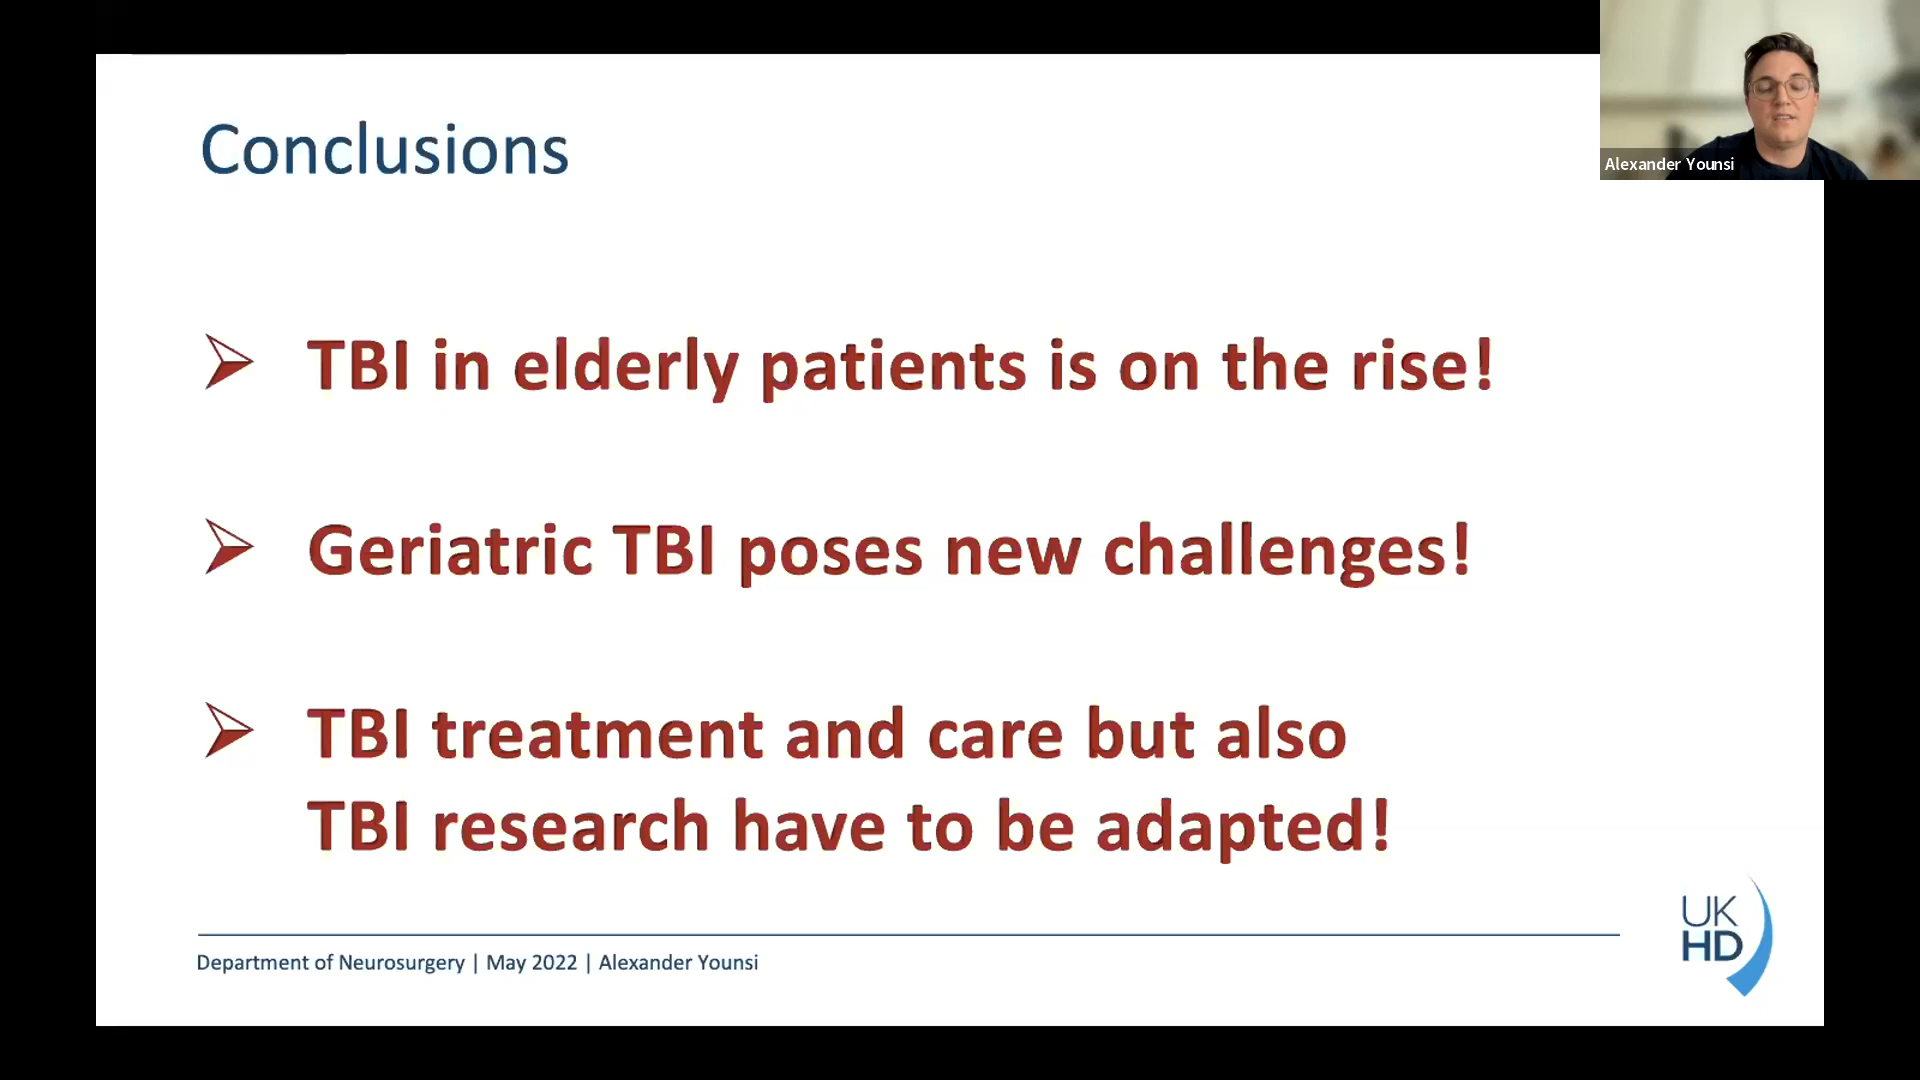 Conclusions
Alexander Younsi
TBI in elderly patients is on the rise!
Geriatric TBI poses new challenges!
TBI treatment and care but also
TBI research have to be adapted!
UK
HD
Department of Neurosurgery | May 2022 | Alexander Younsi